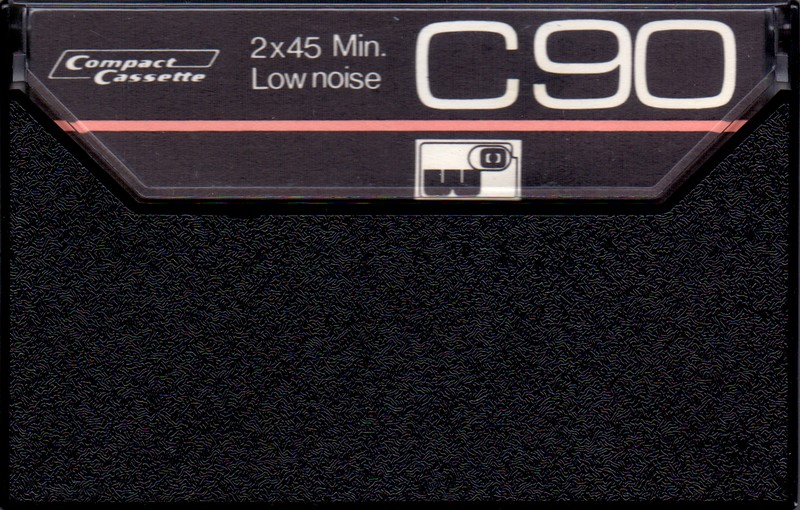 Compact
Cassette
2x45 Min.
Low noise
C90